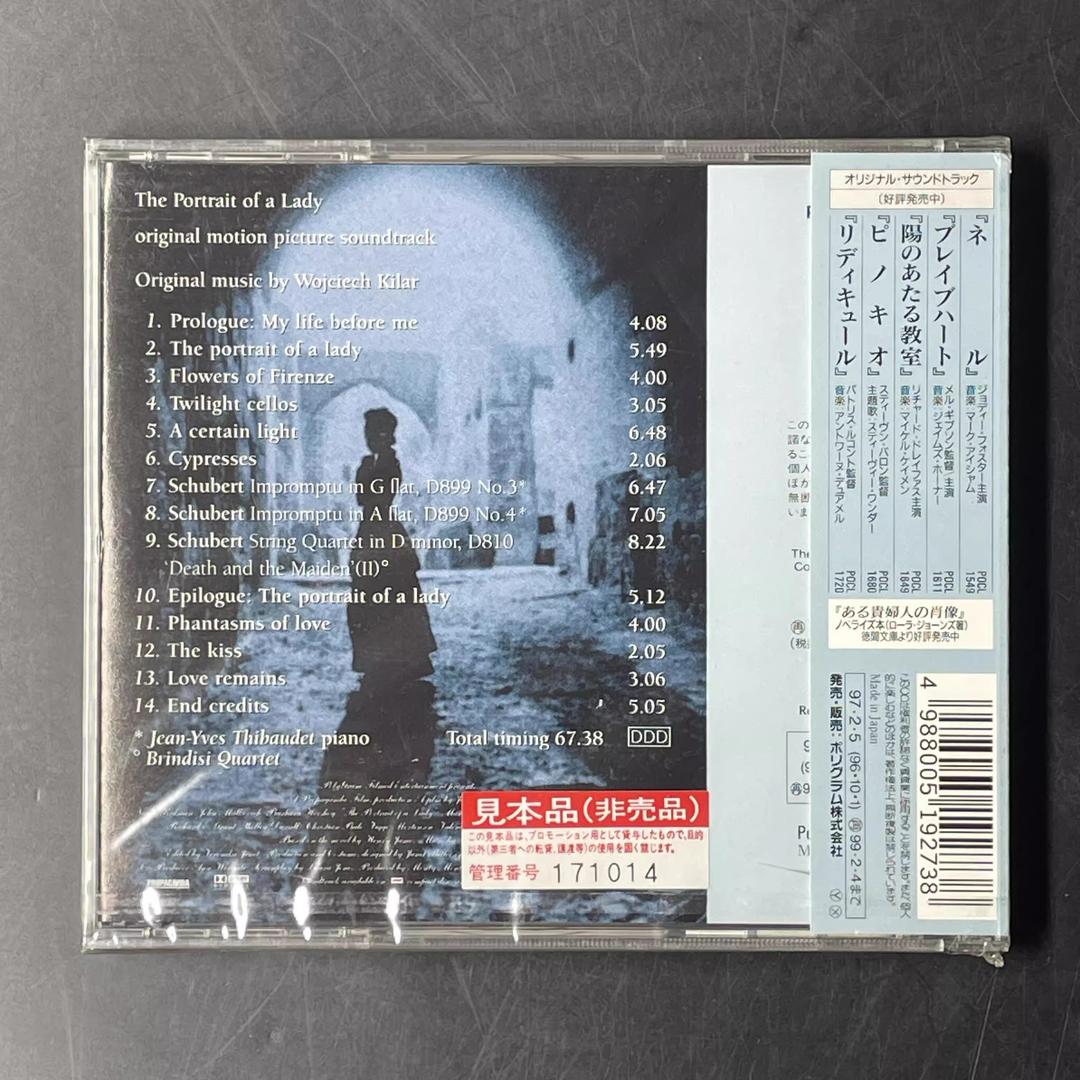 The Portrait of a Lady
original motion picture soundtrack
Original music by Wojciech Kilar
1. Prologue: My life before me 4.08
2. The portrait of a lady 5.49
3. Flowers of Firenze 4.00
4. Twilight cellos 3.05
5. A certain light 6.48
6. Cypresses 2.06
7. Schubert Impromptu in G flat, D899 No.3* 6.47
8. Schubert Impromptu in A flat, D899 No.4* 7.05
9. Schubert String Quartet in D minor, D810 8.22
'Death and the Maiden'(II)°
10. Epilogue: The portrait of a lady 5.12
11. Phantasms of love 4.00
12. The kiss 2.05
13. Love remains 3.06
14. End credits 5.05
* Jean-Yves Thibaudet piano Total timing 67.38 DDD
° Brindisi Quartet
見本品(非売品)
この見本品は、プロモーション用として貸与したもので、目的
以外(第三者への転貸、譲渡等)の使用を固く禁じます。
管理番号 171014
オリジナル・サウンドトラック
(好評発売中)
『ネル』 ジョディー・フォスター主演 音楽:マーク・アイシャム POCL 1549
『ブレイブハート』 メル・ギブソン監督/主演 音楽:ジェイムズ・ホーナー POCL 1611
『陽のあたる教室』 リチャード・ドレイファス主演 音楽:マイケル・ケイメン POCL 1649
『ピノキオ』 スティーヴン・バロン監督 主題歌:スティーヴィー・ワンダー POCL 1680
『リディキュール』 パトリス・ルコント監督 音楽:アントワーヌ・デュアメル POCL 1720
『ある貴婦人の肖像』
ノベライズ本(ローラ・ジョーンズ著)
徳間文庫より好評発売中
4 988005 192738
Made in Japan
97・2・5 (96・10・1) 再 99・2・4まで
発売・販売:ポリグラム株式会社